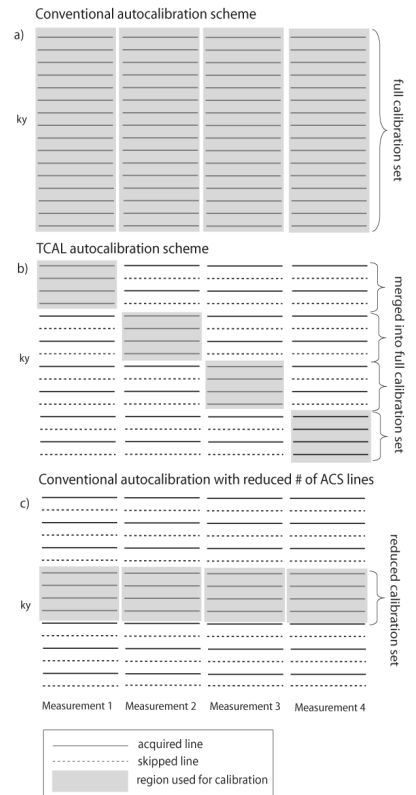 Conventional autocalibration scheme
a)
ky
full calibration set
TCAL autocalibration scheme
b)
ky
merged into full calibration set
Conventional autocalibration with reduced # of ACS lines
c)
ky
reduced calibration set
Measurement 1 Measurement 2 Measurement 3 Measurement 4
acquired line
skipped line
region used for calibration